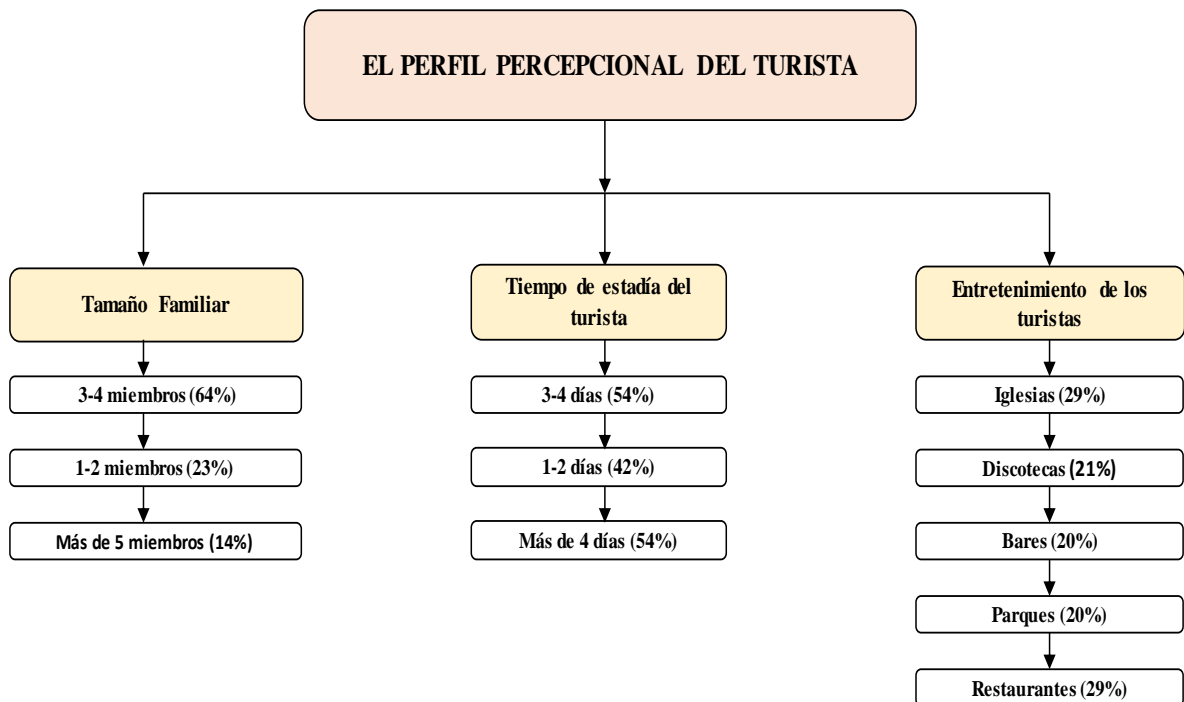 EL PERFIL PERCEPCIONAL DEL TURISTA
Tamaño Familiar
3-4 miembros (64%)
1-2 miembros (23%)
Más de 5 miembros (14%)
Tiempo de estadía del
turista
3-4 días (54%)
1-2 días (42%)
Más de 4 días (54%)
Entretenimiento de los
turistas
Iglesias (29%)
Discotecas (21%)
Bares (20%)
Parques (20%)
Restaurantes (29%)